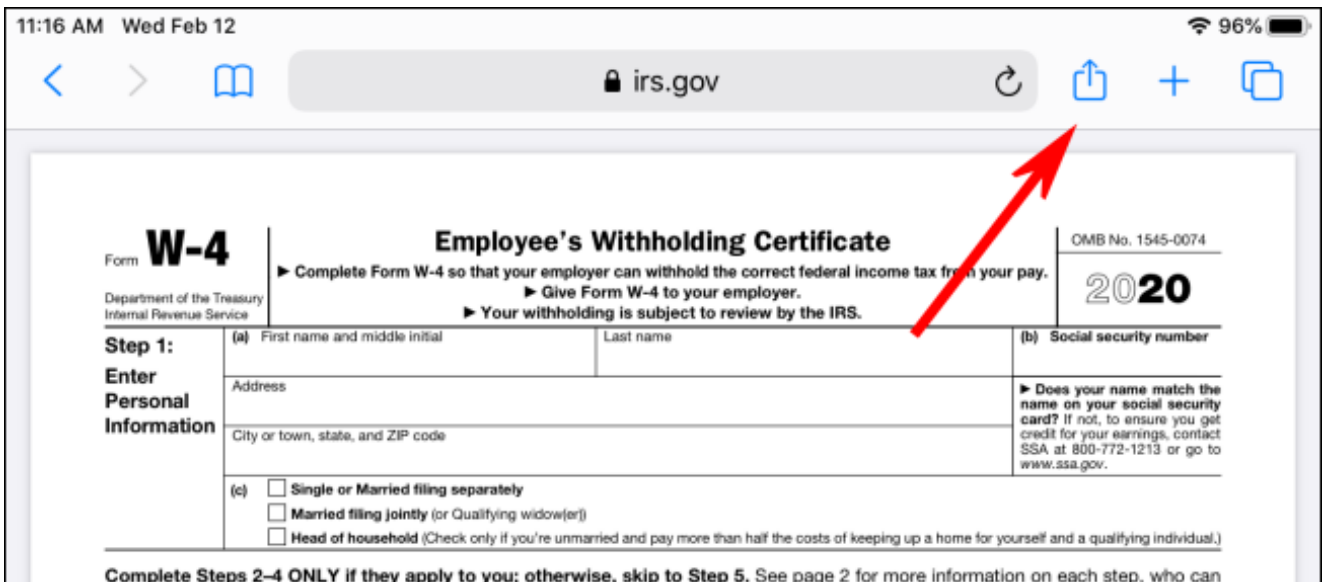 11:16 AM Wed Feb 12 96%
irs.gov
Form W-4
Department of the Treasury
Internal Revenue Service
Employee's Withholding Certificate
▶ Complete Form W-4 so that your employer can withhold the correct federal income tax from your pay.
▶ Give Form W-4 to your employer.
▶ Your withholding is subject to review by the IRS.
OMB No. 1545-0074
2020
Step 1:
Enter
Personal
Information
(a) First name and middle initial
Last name
(b) Social security number
Address
City or town, state, and ZIP code
▶ Does your name match the
name on your social security
card? If not, to ensure you get
credit for your earnings, contact
SSA at 800-772-1213 or go to
www.ssa.gov.
(c) Single or Married filing separately
Married filing jointly (or Qualifying widow(er))
Head of household (Check only if you're unmarried and pay more than half the costs of keeping up a home for yourself and a qualifying individual.)
Complete Steps 2–4 ONLY if they apply to you; otherwise, skip to Step 5. See page 2 for more information on each step, who can